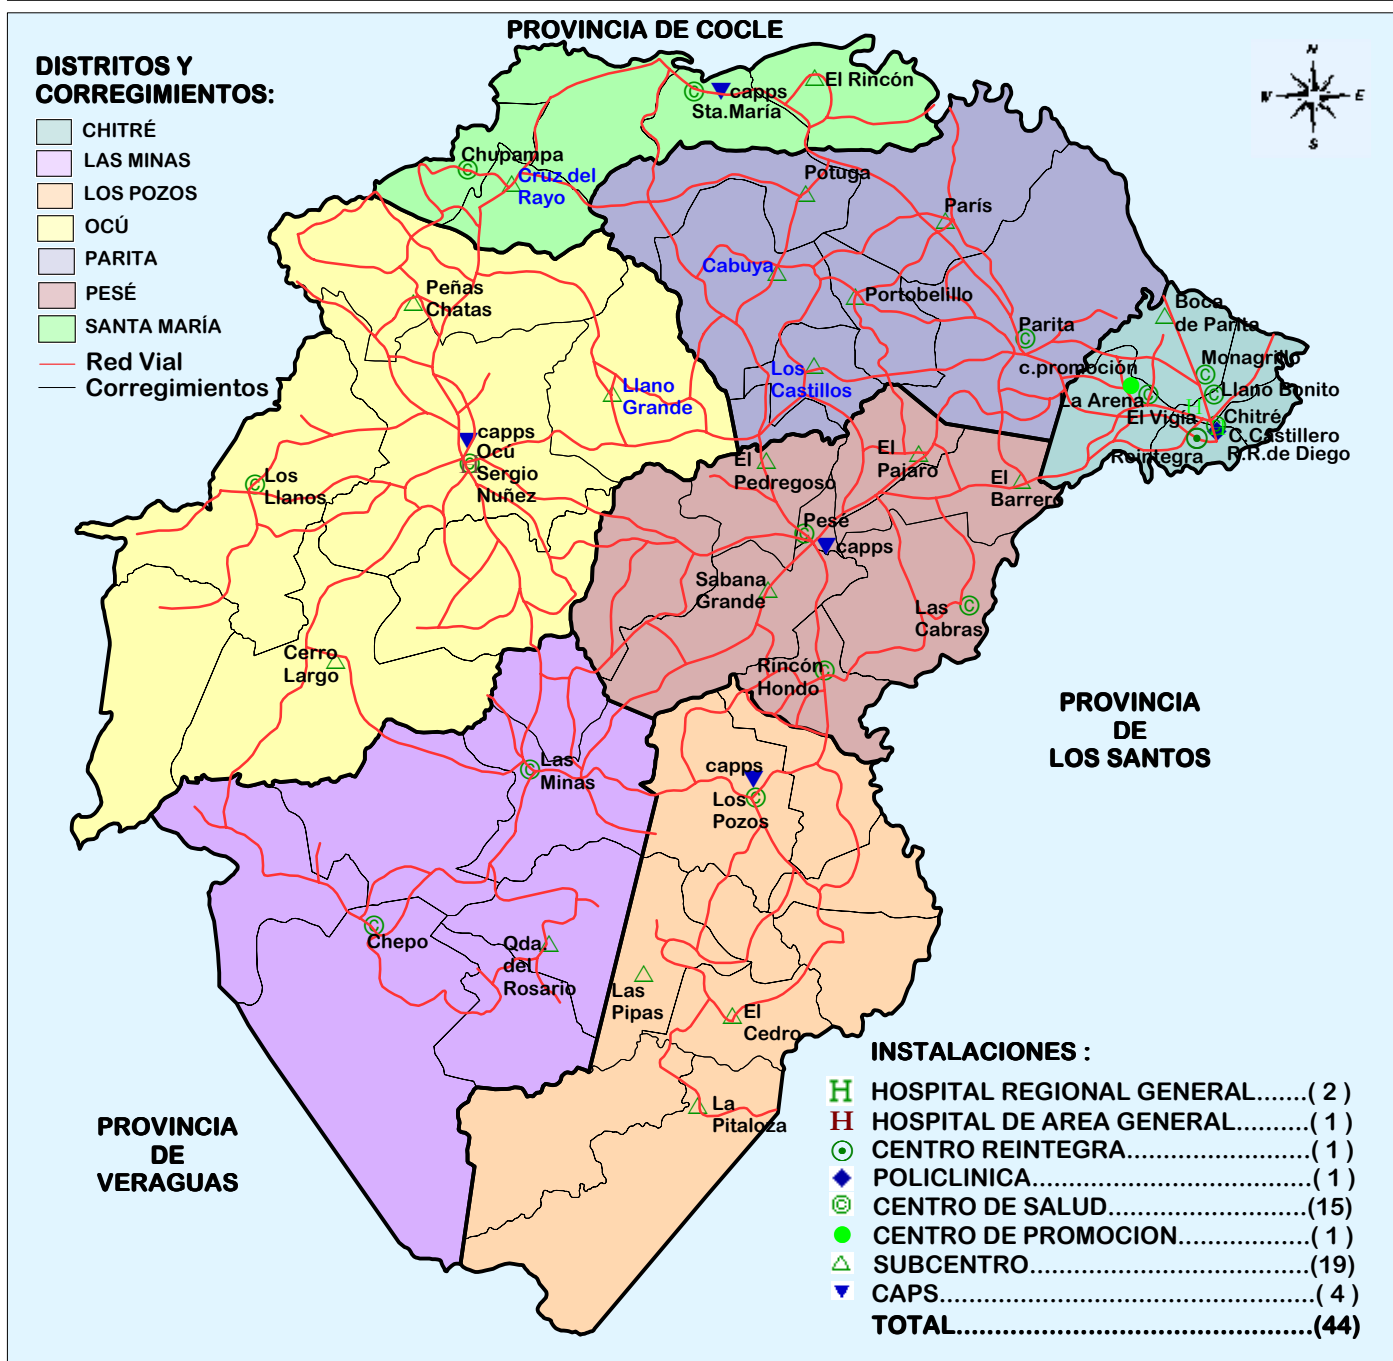 PROVINCIA DE COCLE
DISTRITOS Y
CORREGIMIENTOS:
CHITRÉ
LAS MINAS
LOS POZOS
OCÚ
PARITA
PESÉ
SANTA MARÍA
Red Vial
Corregimientos
N
W
E
S
El Rincón
capps
Sta.María
Chupampa
Cruz del
Rayo
Potuga
París
Cabuya
Portobelillo
Peñas
Chatas
Parita
Boca
de Parita
Monagrillo
c.promoción
Los
Castillos
Llano
Grande
La Arena
Llano Bonito
El Vigía
H
Chitré
C.Castillero
R.R.de Diego
Reintegra
capps
Ocú
Sergio
Nuñez
Los
Llanos
El
Pedregoso
El
Pajaro
El
Barrero
Pesé
capps
Sabana
Grande
Las
Cabras
Cerro
Largo
Rincón
Hondo
PROVINCIA
DE
LOS SANTOS
Las
Minas
capps
Los
Pozos
Chepo
Qda.
del
Rosario
Las
Pipas
El
Cedro
La
Pitaloza
PROVINCIA
DE
VERAGUAS
INSTALACIONES :
H HOSPITAL REGIONAL GENERAL.......( 2 )
H HOSPITAL DE AREA GENERAL..........( 1 )
CENTRO REINTEGRA.........................( 1 )
POLICLINICA......................................( 1 )
© CENTRO DE SALUD...........................(15)
CENTRO DE PROMOCION.................( 1 )
SUBCENTRO.....................................(19)
CAPS..................................................( 4 )
TOTAL..............................................(44)